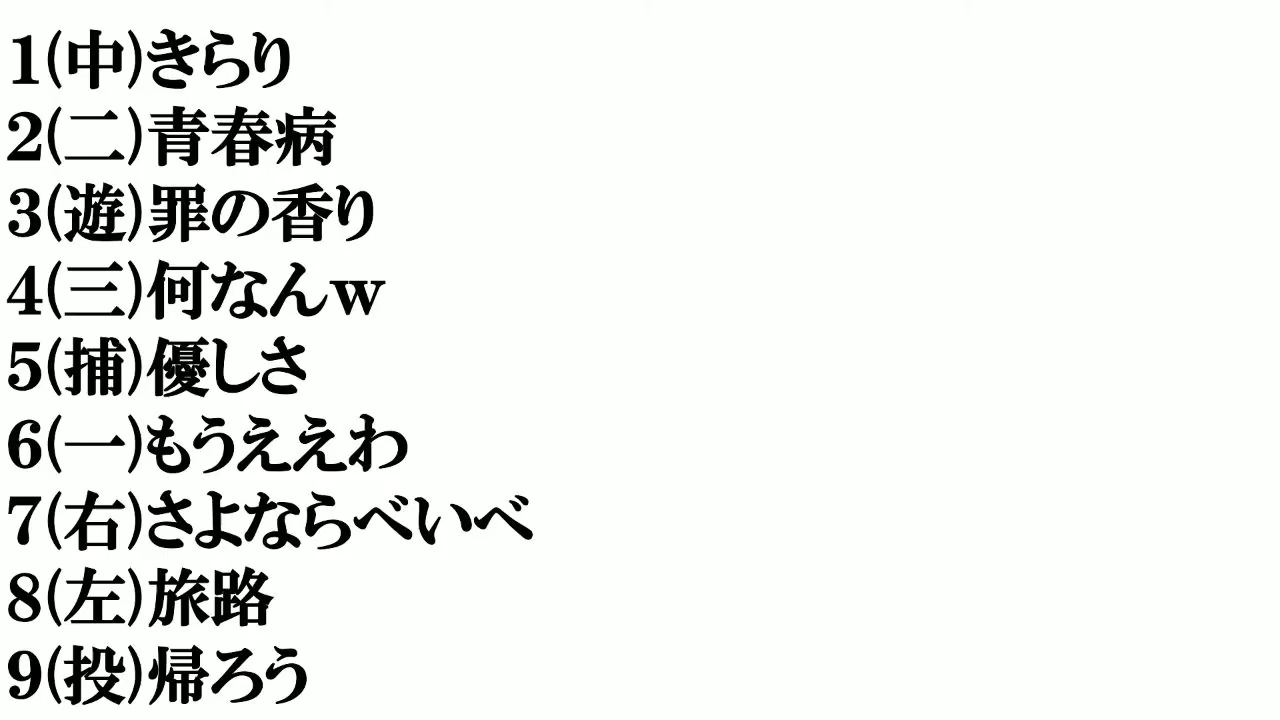 1(中)きらり
2(二)青春病
3(遊)罪の香り
4(三)何なんw
5(捕)優しさ
6(一)もうええわ
7(右)さよならべいべ
8(左)旅路
9(投)帰ろう